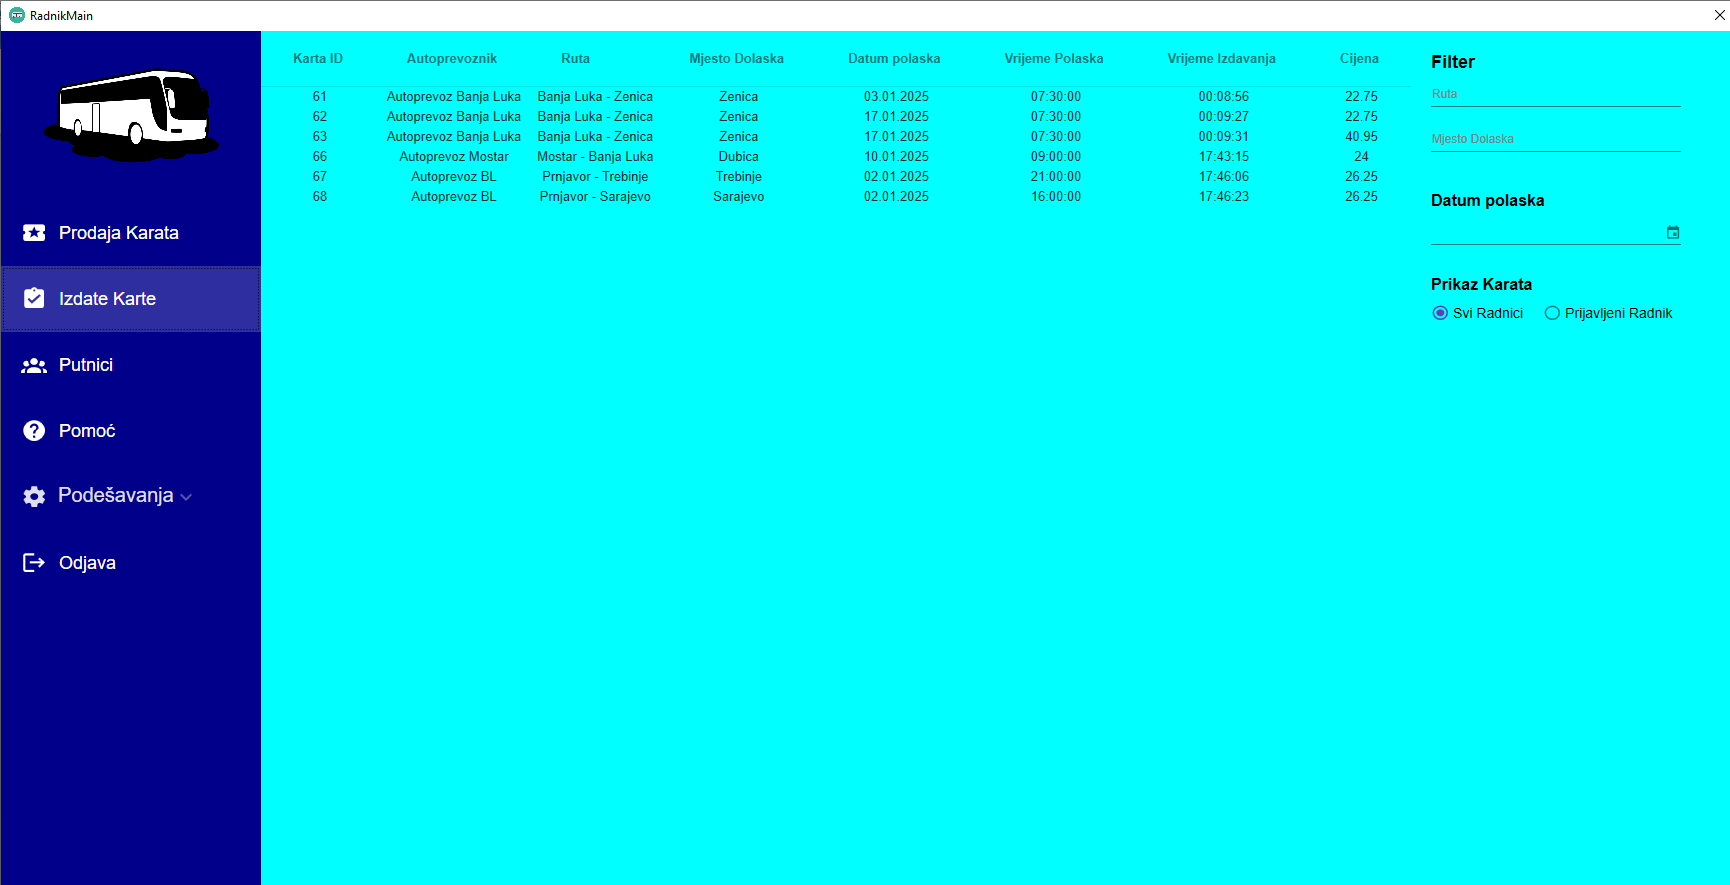 RadnikMain
Prodaja Karata
Izdate Karte
Putnici
Pomoć
Podešavanja
Odjava
Karta ID Autoprevoznik Ruta Mjesto Dolaska Datum polaska Vrijeme Polaska Vrijeme Izdavanja Cijena
61 Autoprevoz Banja Luka Banja Luka - Zenica Zenica 03.01.2025 07:30:00 00:08:56 22.75
62 Autoprevoz Banja Luka Banja Luka - Zenica Zenica 17.01.2025 07:30:00 00:09:27 22.75
63 Autoprevoz Banja Luka Banja Luka - Zenica Zenica 17.01.2025 07:30:00 00:09:31 40.95
66 Autoprevoz Mostar Mostar - Banja Luka Dubica 10.01.2025 09:00:00 17:43:15 24
67 Autoprevoz BL Prnjavor - Trebinje Trebinje 02.01.2025 21:00:00 17:46:06 26.25
68 Autoprevoz BL Prnjavor - Sarajevo Sarajevo 02.01.2025 16:00:00 17:46:23 26.25
Filter
Ruta
Mjesto Dolaska
Datum polaska
Prikaz Karata
Svi Radnici Prijavljeni Radnik